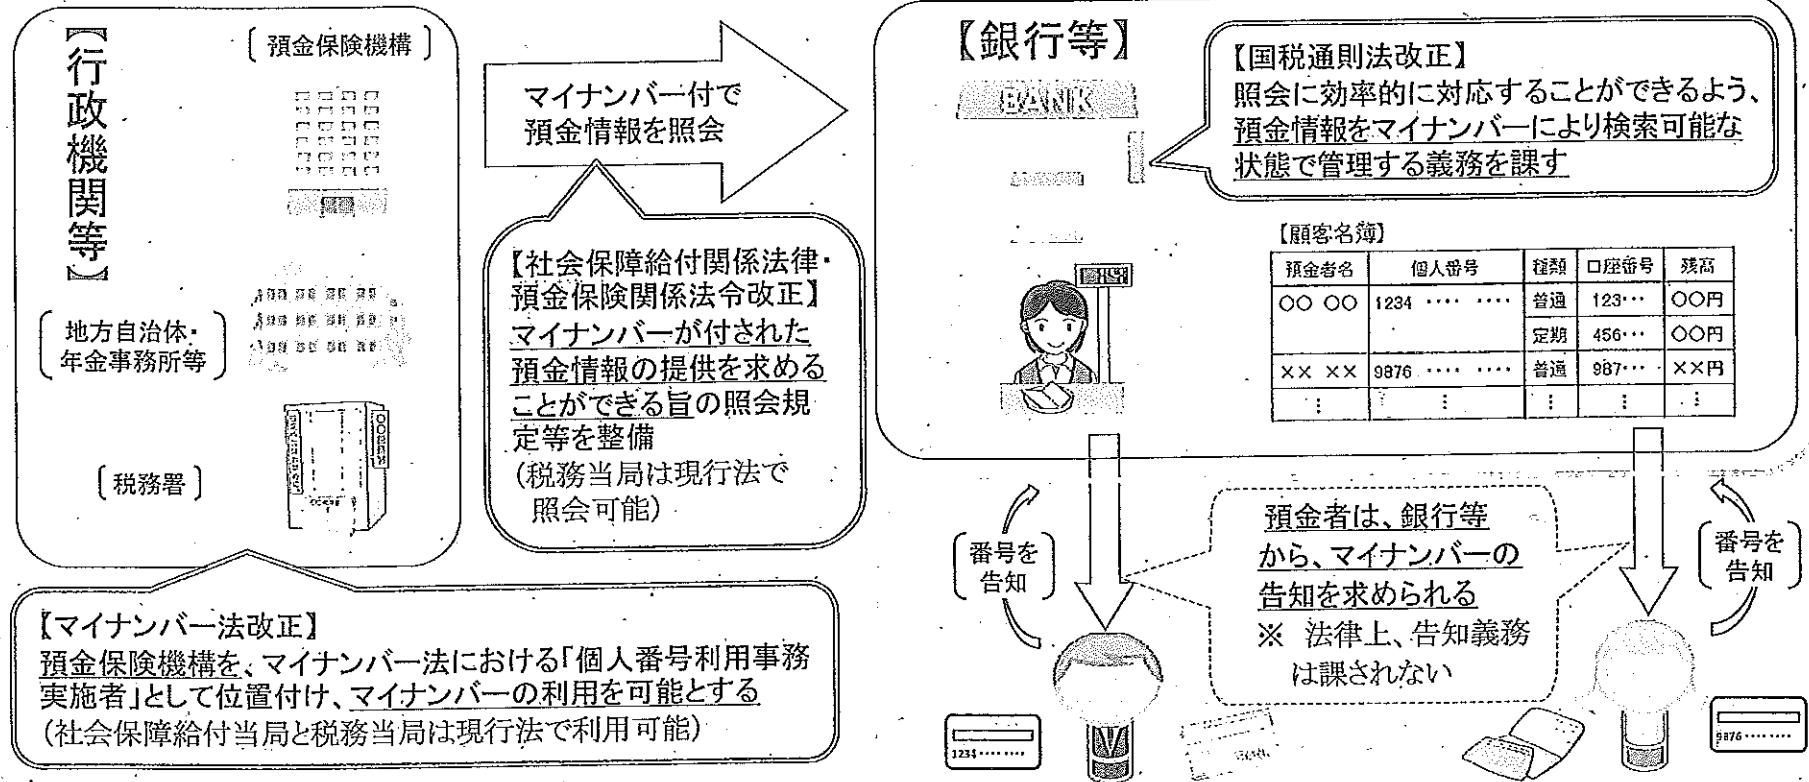 【行政機関等】
〔預金保険機構〕
〔地方自治体・
年金事務所等〕
〔税務署〕
マイナンバー付で
預金情報を照会
【社会保障給付関係法律・
預金保険関係法令改正】
マイナンバーが付された
預金情報の提供を求める
ことができる旨の照会規
定等を整備
(税務当局は現行法で
照会可能)
【マイナンバー法改正】
預金保険機構を、マイナンバー法における「個人番号利用事務
実施者」として位置付け、マイナンバーの利用を可能とする
(社会保障給付当局と税務当局は現行法で利用可能)
【銀行等】
BANK
【国税通則法改正】
照会に効率的に対応することができるよう、
預金情報をマイナンバーにより検索可能な
状態で管理する義務を課す
【顧客名簿】
預金者名 個人番号 種類 口座番号 残高
○○ ○○ 1234 ‥‥ ‥‥ 普通 123… ○○円
定期 456… ○○円
×× ×× 9876 ‥‥ ‥‥ 普通 987… ××円
⋮ ⋮ ⋮ ⋮ ⋮
〔番号を
告知〕
預金者は、銀行等
から、マイナンバーの
告知を求められる
※ 法律上、告知義務
は課されない
〔番号を
告知〕
1234‥‥‥‥
9876‥‥‥‥